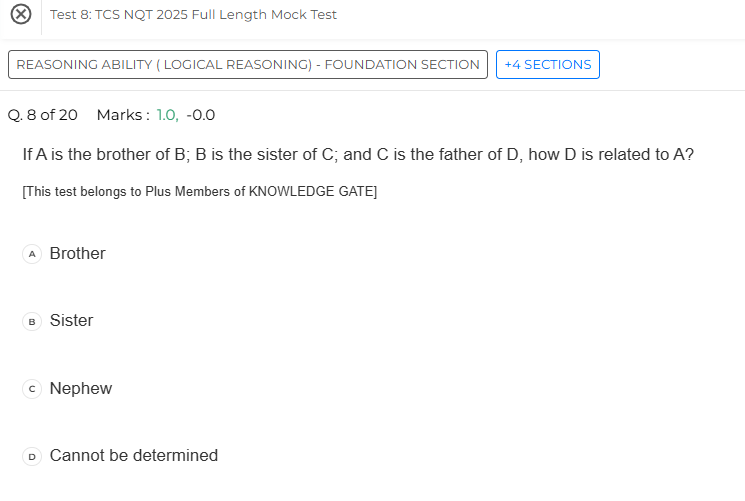 Test 8: TCS NQT 2025 Full Length Mock Test
REASONING ABILITY ( LOGICAL REASONING) - FOUNDATION SECTION
+4 SECTIONS
Q. 8 of 20 Marks : 1.0, -0.0
If A is the brother of B; B is the sister of C; and C is the father of D, how D is related to A?
[This test belongs to Plus Members of KNOWLEDGE GATE]
A Brother
B Sister
C Nephew
D Cannot be determined